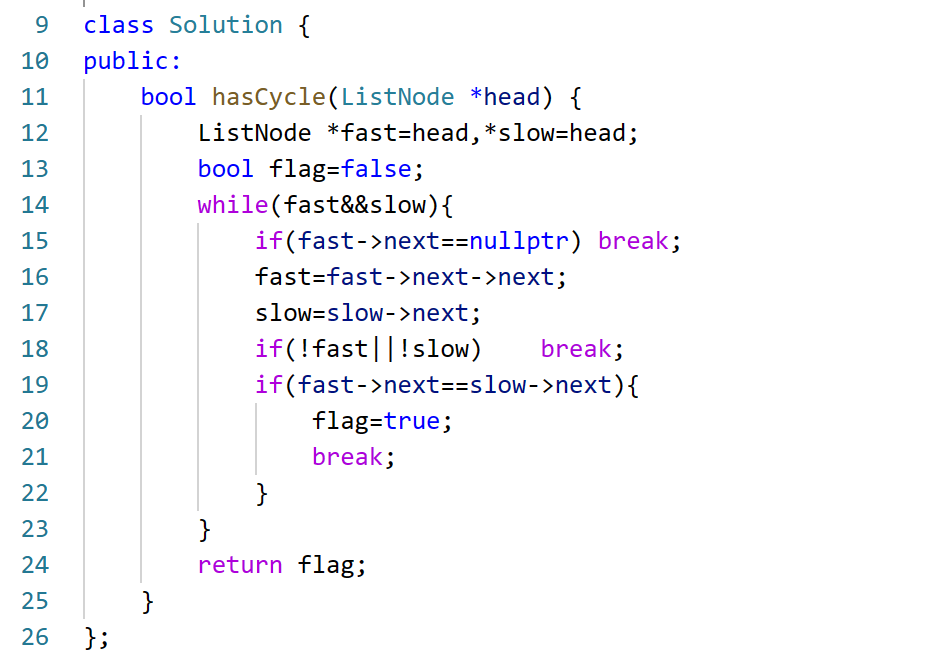 9 class Solution {
10 public:
11     bool hasCycle(ListNode *head) {
12         ListNode *fast=head,*slow=head;
13         bool flag=false;
14         while(fast&&slow){
15             if(fast->next==nullptr) break;
16             fast=fast->next->next;
17             slow=slow->next;
18             if(!fast||!slow)    break;
19             if(fast->next==slow->next){
20                 flag=true;
21                 break;
22             }
23         }
24         return flag;
25     }
26 };